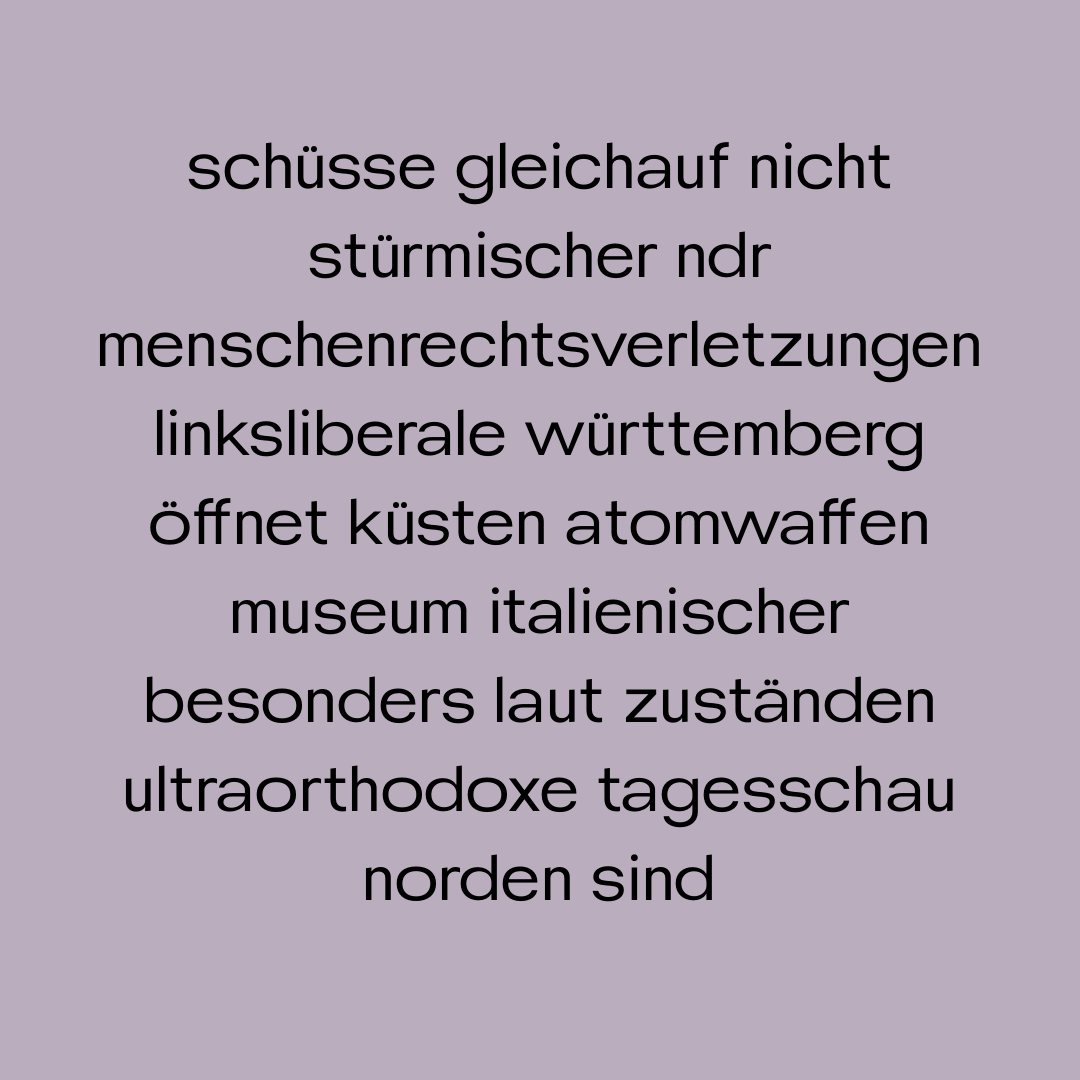 schüsse gleichauf nicht
stürmischer ndr
menschenrechtsverletzungen
linksliberale württemberg
öffnet küsten atomwaffen
museum italienischer
besonders laut zuständen
ultraorthodoxe tagesschau
norden sind